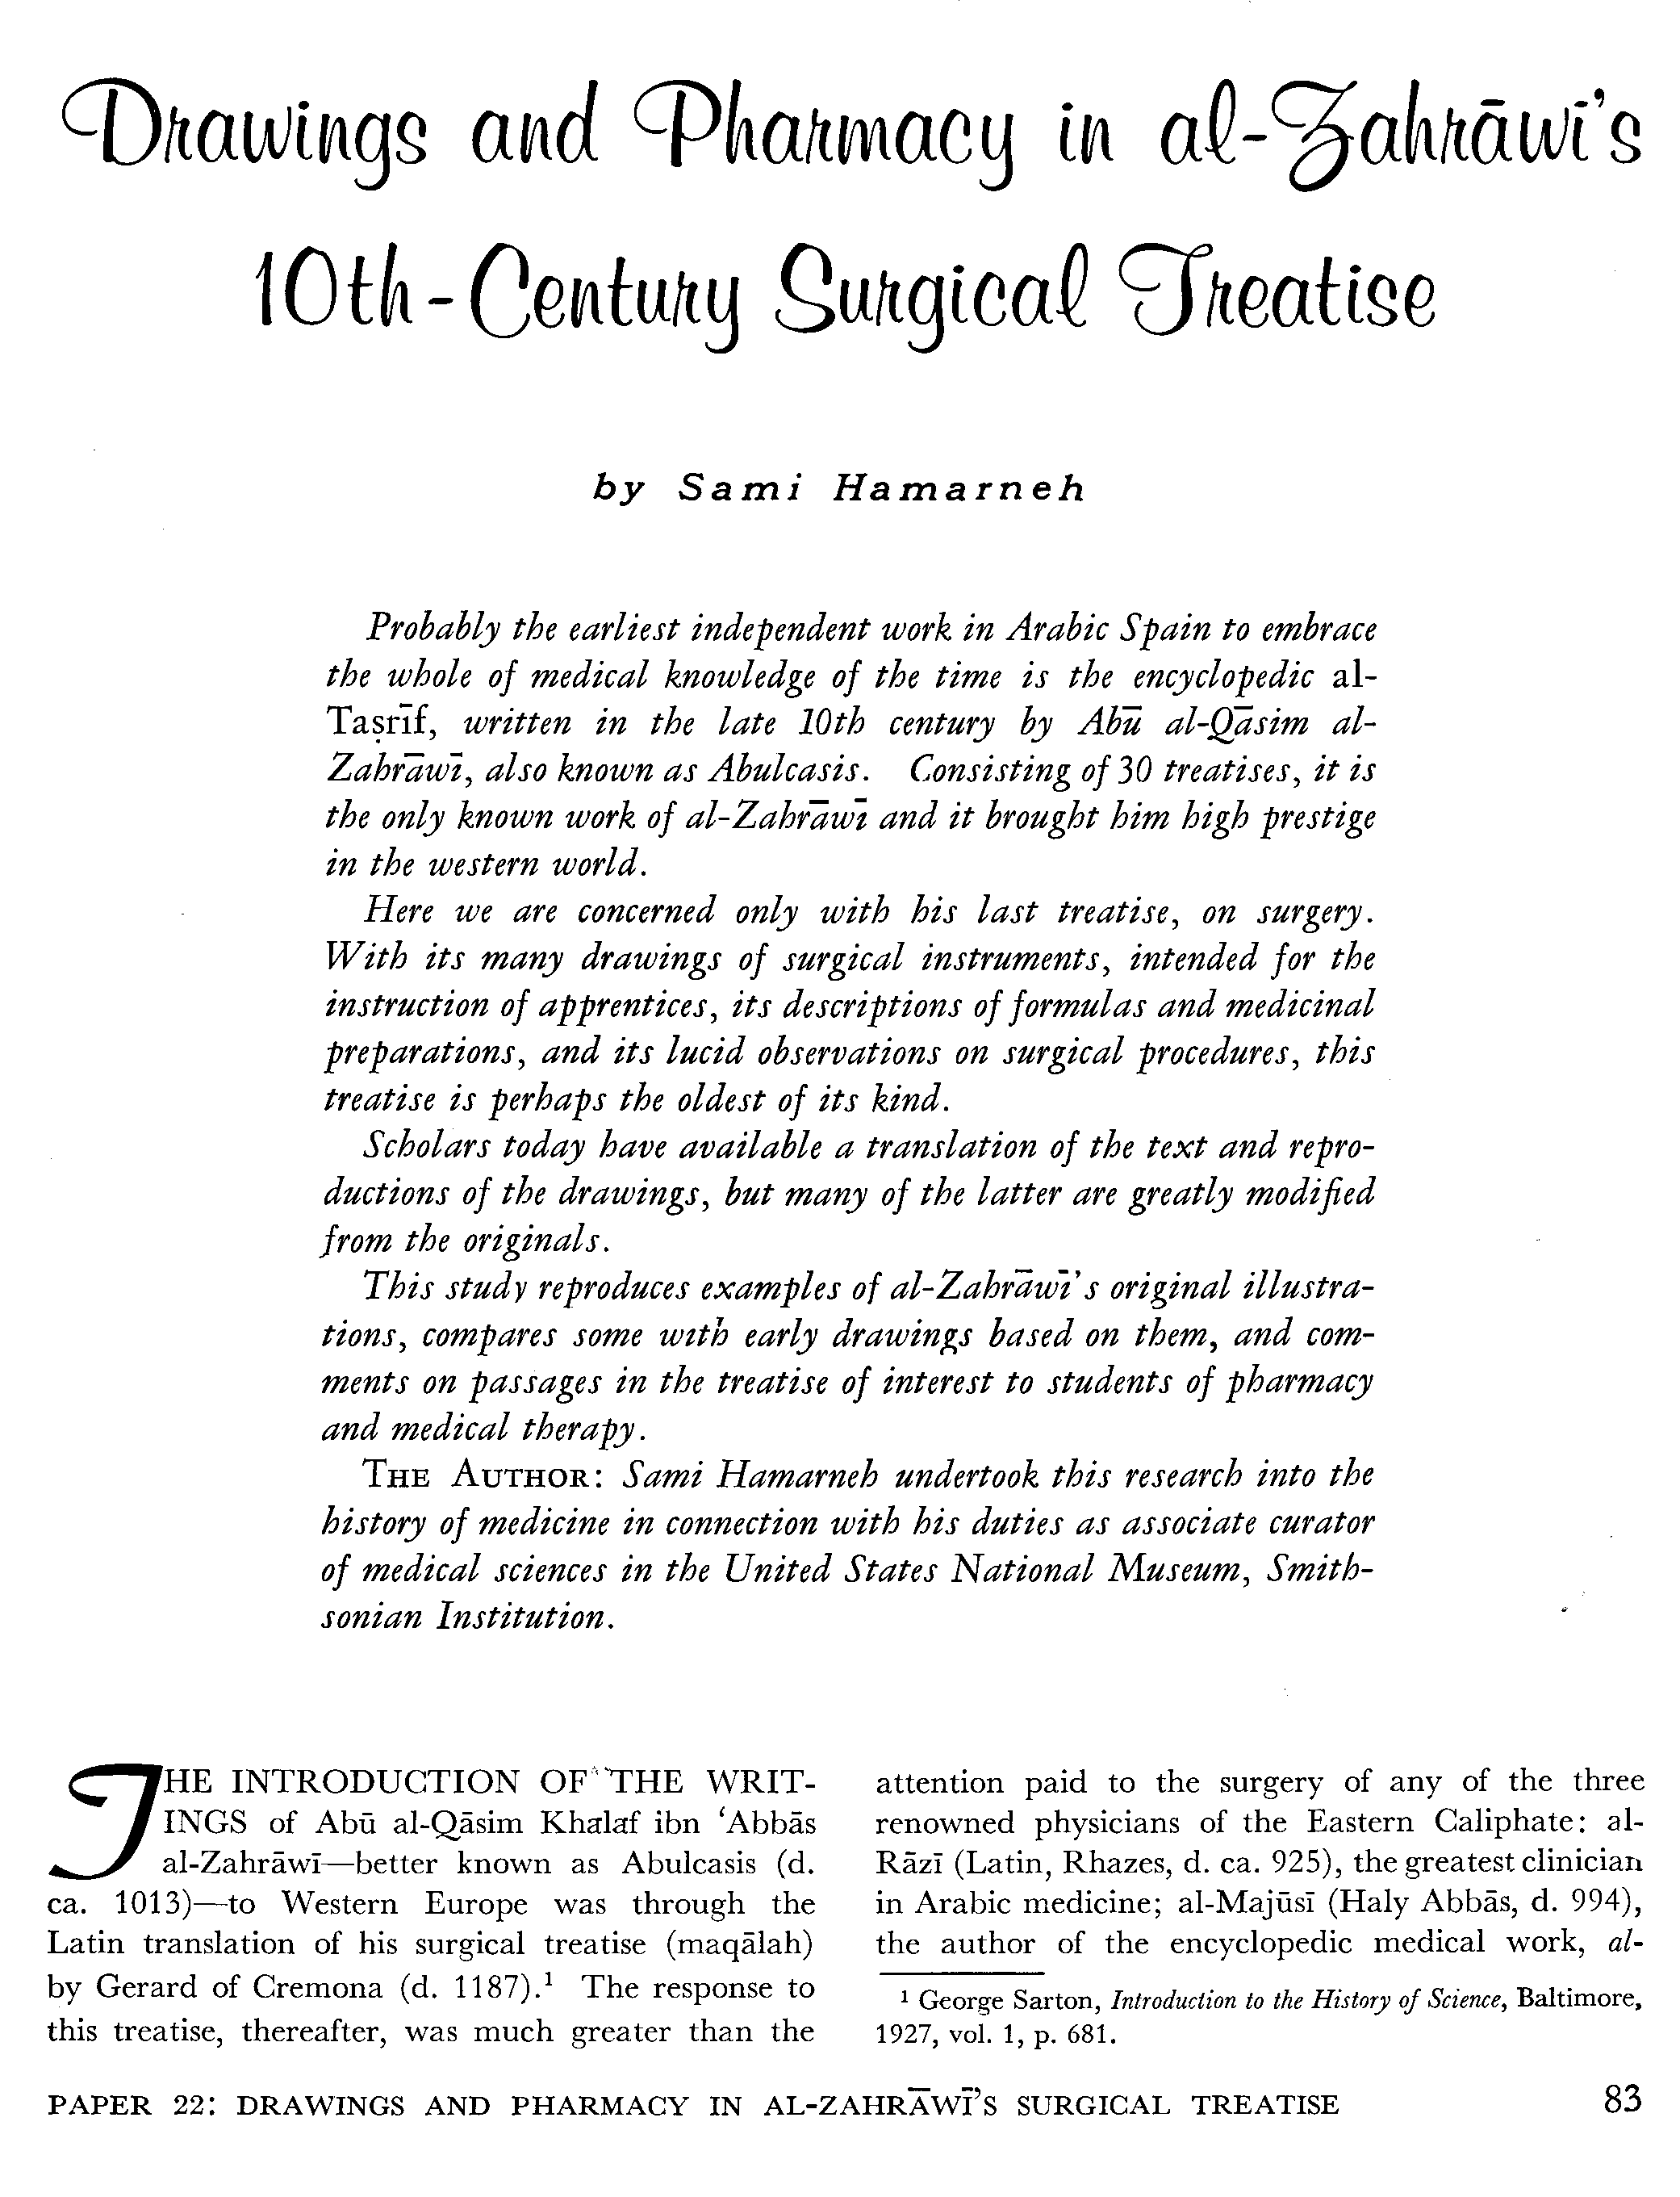 Drawings and Pharmacy in al-Zahrāwī's
10th-Century Surgical Treatise
by Sami Hamarneh
Probably the earliest independent work in Arabic Spain to embrace
the whole of medical knowledge of the time is the encyclopedic al-
Taṣrīf, written in the late 10th century by Abū al-Qāsim al-
Zahrāwī, also known as Abulcasis. Consisting of 30 treatises, it is
the only known work of al-Zahrāwī and it brought him high prestige
in the western world.
Here we are concerned only with his last treatise, on surgery.
With its many drawings of surgical instruments, intended for the
instruction of apprentices, its descriptions of formulas and medicinal
preparations, and its lucid observations on surgical procedures, this
treatise is perhaps the oldest of its kind.
Scholars today have available a translation of the text and repro-
ductions of the drawings, but many of the latter are greatly modified
from the originals.
This study reproduces examples of al-Zahrāwī's original illustra-
tions, compares some with early drawings based on them, and com-
ments on passages in the treatise of interest to students of pharmacy
and medical therapy.
THE AUTHOR: Sami Hamarneh undertook this research into the
history of medicine in connection with his duties as associate curator
of medical sciences in the United States National Museum, Smith-
sonian Institution.
THE INTRODUCTION OF THE WRIT-
INGS of Abū al-Qāsim Khalaf ibn ‘Abbās
al-Zahrāwī—better known as Abulcasis (d.
ca. 1013)—to Western Europe was through the
Latin translation of his surgical treatise (maqālah)
by Gerard of Cremona (d. 1187).¹ The response to
this treatise, thereafter, was much greater than the
attention paid to the surgery of any of the three
renowned physicians of the Eastern Caliphate: al-
Rāzī (Latin, Rhazes, d. ca. 925), the greatest clinician
in Arabic medicine; al-Majūsī (Haly Abbās, d. 994),
the author of the encyclopedic medical work, al-
¹ George Sarton, Introduction to the History of Science, Baltimore,
1927, vol. 1, p. 681.
PAPER 22: DRAWINGS AND PHARMACY IN AL-ZAHRĀWĪ'S SURGICAL TREATISE 83